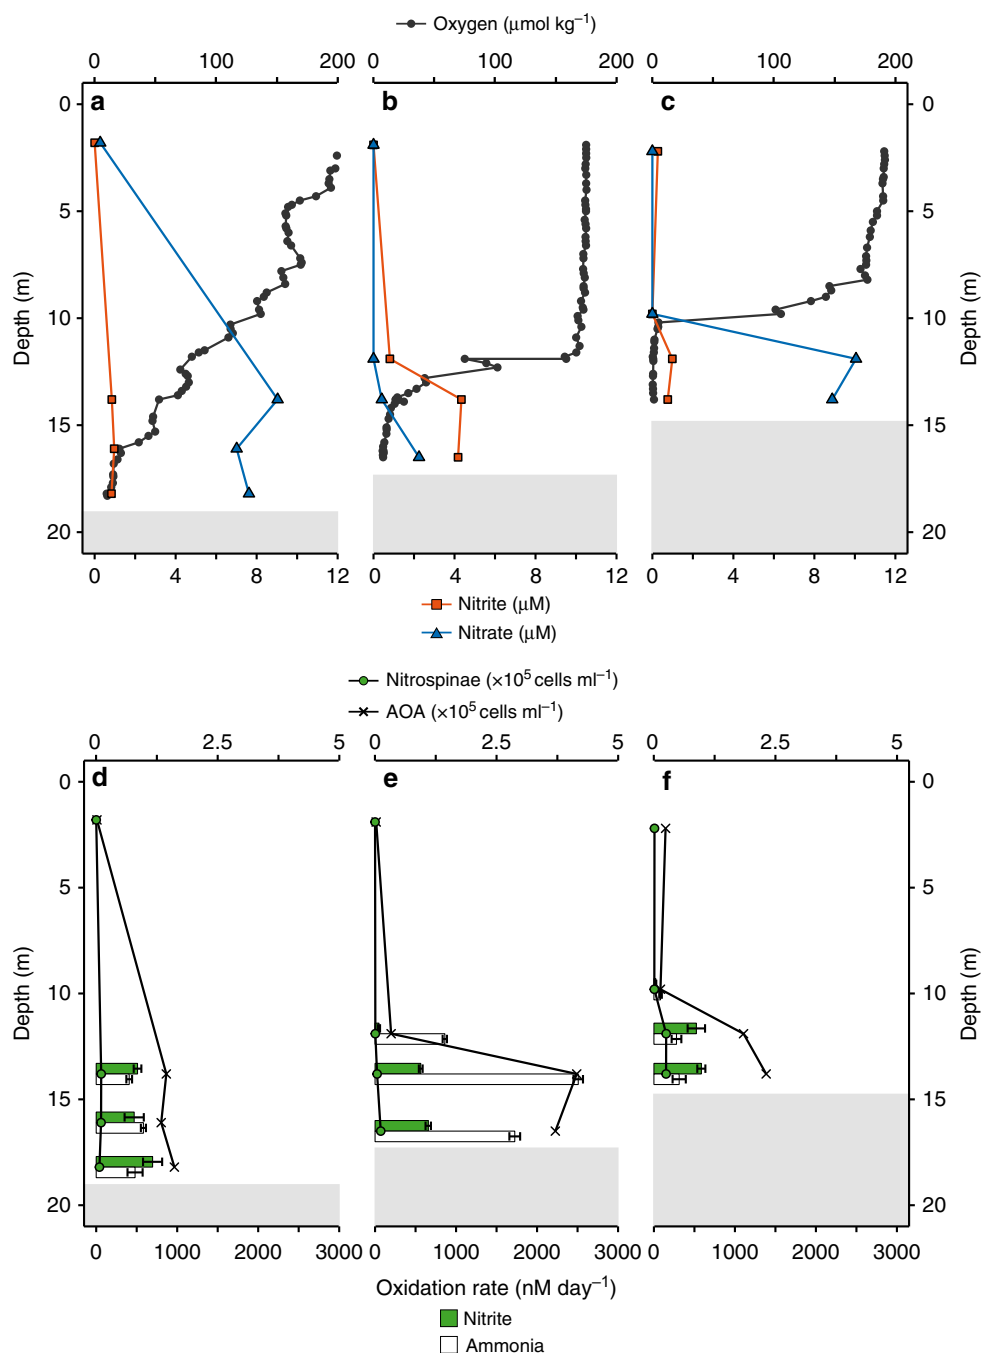 Oxygen (μmol kg⁻¹)
0 100 200 0 100 200 0 100 200
a b c
0 0
5 5
10 10
15 15
20 20
Depth (m) Depth (m)
0 4 8 12 0 4 8 12 0 4 8 12
Nitrite (μM)
Nitrate (μM)
Nitrospinae (×10⁵ cells ml⁻¹)
AOA (×10⁵ cells ml⁻¹)
0 2.5 5 0 2.5 5 0 2.5 5
d e f
0 0
5 5
10 10
15 15
20 20
Depth (m) Depth (m)
0 1000 2000 3000 0 1000 2000 3000 0 1000 2000 3000
Oxidation rate (nM day⁻¹)
Nitrite
Ammonia